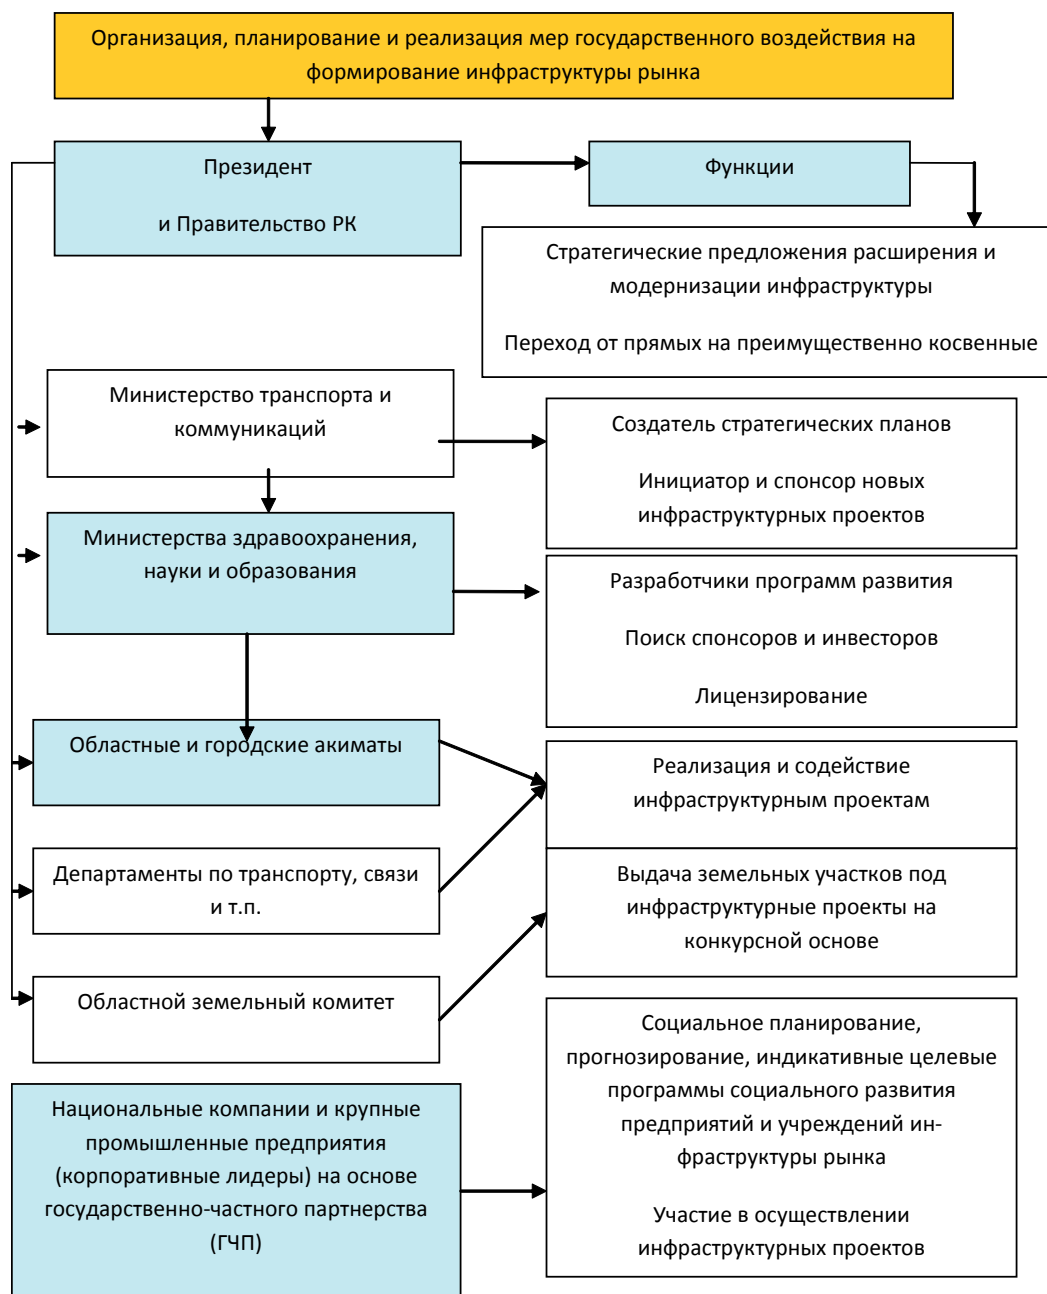 Организация, планирование и реализация мер государственного воздействия на
формирование инфраструктуры рынка
Президент
и Правительство РК
Функции
Стратегические предложения расширения и
модернизации инфраструктуры
Переход от прямых на преимущественно косвенные
Министерство транспорта и
коммуникаций
Создатель стратегических планов
Инициатор и спонсор новых
инфраструктурных проектов
Министерства здравоохранения,
науки и образования
Разработчики программ развития
Поиск спонсоров и инвесторов
Лицензирование
Областные и городские акиматы
Реализация и содействие
инфраструктурным проектам
Департаменты по транспорту, связи
и т.п.
Выдача земельных участков под
инфраструктурные проекты на
конкурсной основе
Областной земельный комитет
Социальное планирование,
прогнозирование, индикативные целевые
программы социального развития
предприятий и учреждений ин-
фраструктуры рынка
Участие в осуществлении
инфраструктурных проектов
Национальные компании и крупные
промышленные предприятия
(корпоративные лидеры) на основе
государственно-частного партнерства
(ГЧП)